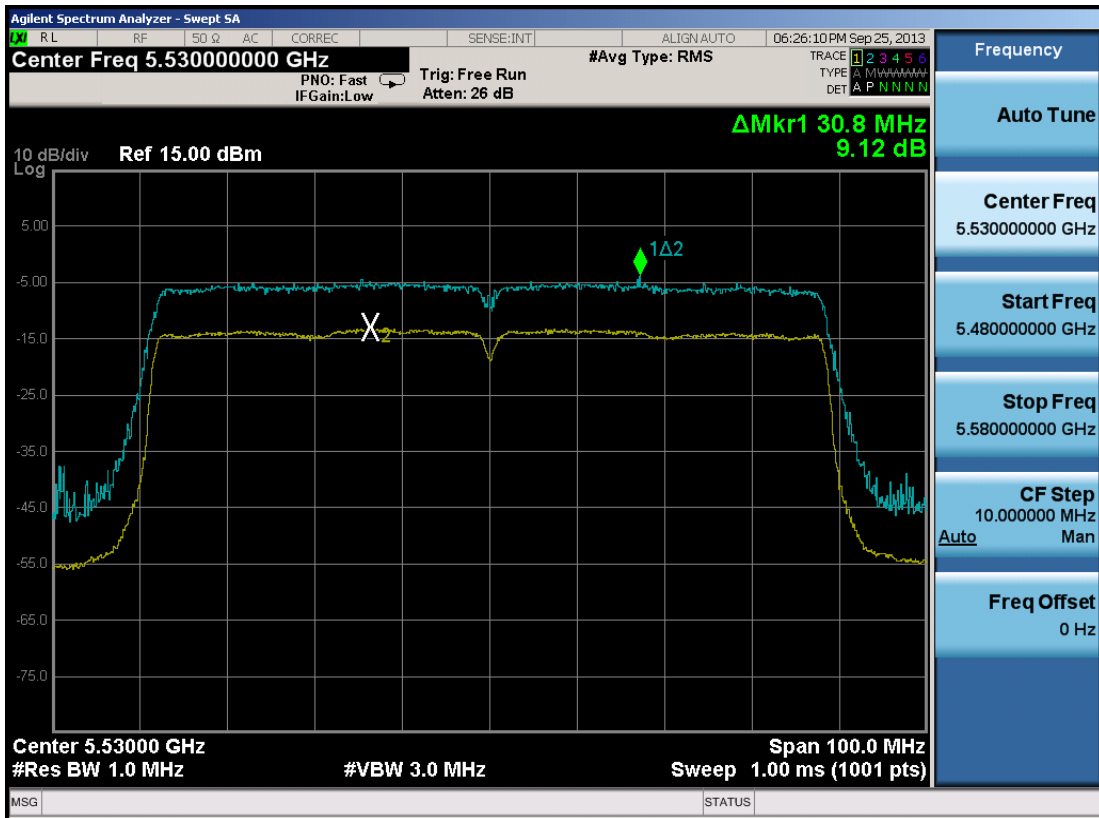 Agilent Spectrum Analyzer - Swept SA
LXI RL RF 50 Ω AC CORREC SENSE:INT ALIGN AUTO 06:26:10 PM Sep 25, 2013
Center Freq 5.530000000 GHz
#Avg Type: RMS
PNO: Fast
IFGain:Low
Trig: Free Run
Atten: 26 dB
TRACE 1 2 3 4 5 6
TYPE A M W W W W
DET A P N N N N
ΔMkr1 30.8 MHz
9.12 dB
10 dB/div Ref 15.00 dBm
Log
5.00
-5.00
-15.0
-25.0
-35.0
-45.0
-55.0
-65.0
-75.0
1Δ2
X2
Center 5.53000 GHz Span 100.0 MHz
#Res BW 1.0 MHz #VBW 3.0 MHz Sweep 1.00 ms (1001 pts)
MSG STATUS
Frequency
Auto Tune
Center Freq
5.530000000 GHz
Start Freq
5.480000000 GHz
Stop Freq
5.580000000 GHz
CF Step
10.000000 MHz
Auto Man
Freq Offset
0 Hz